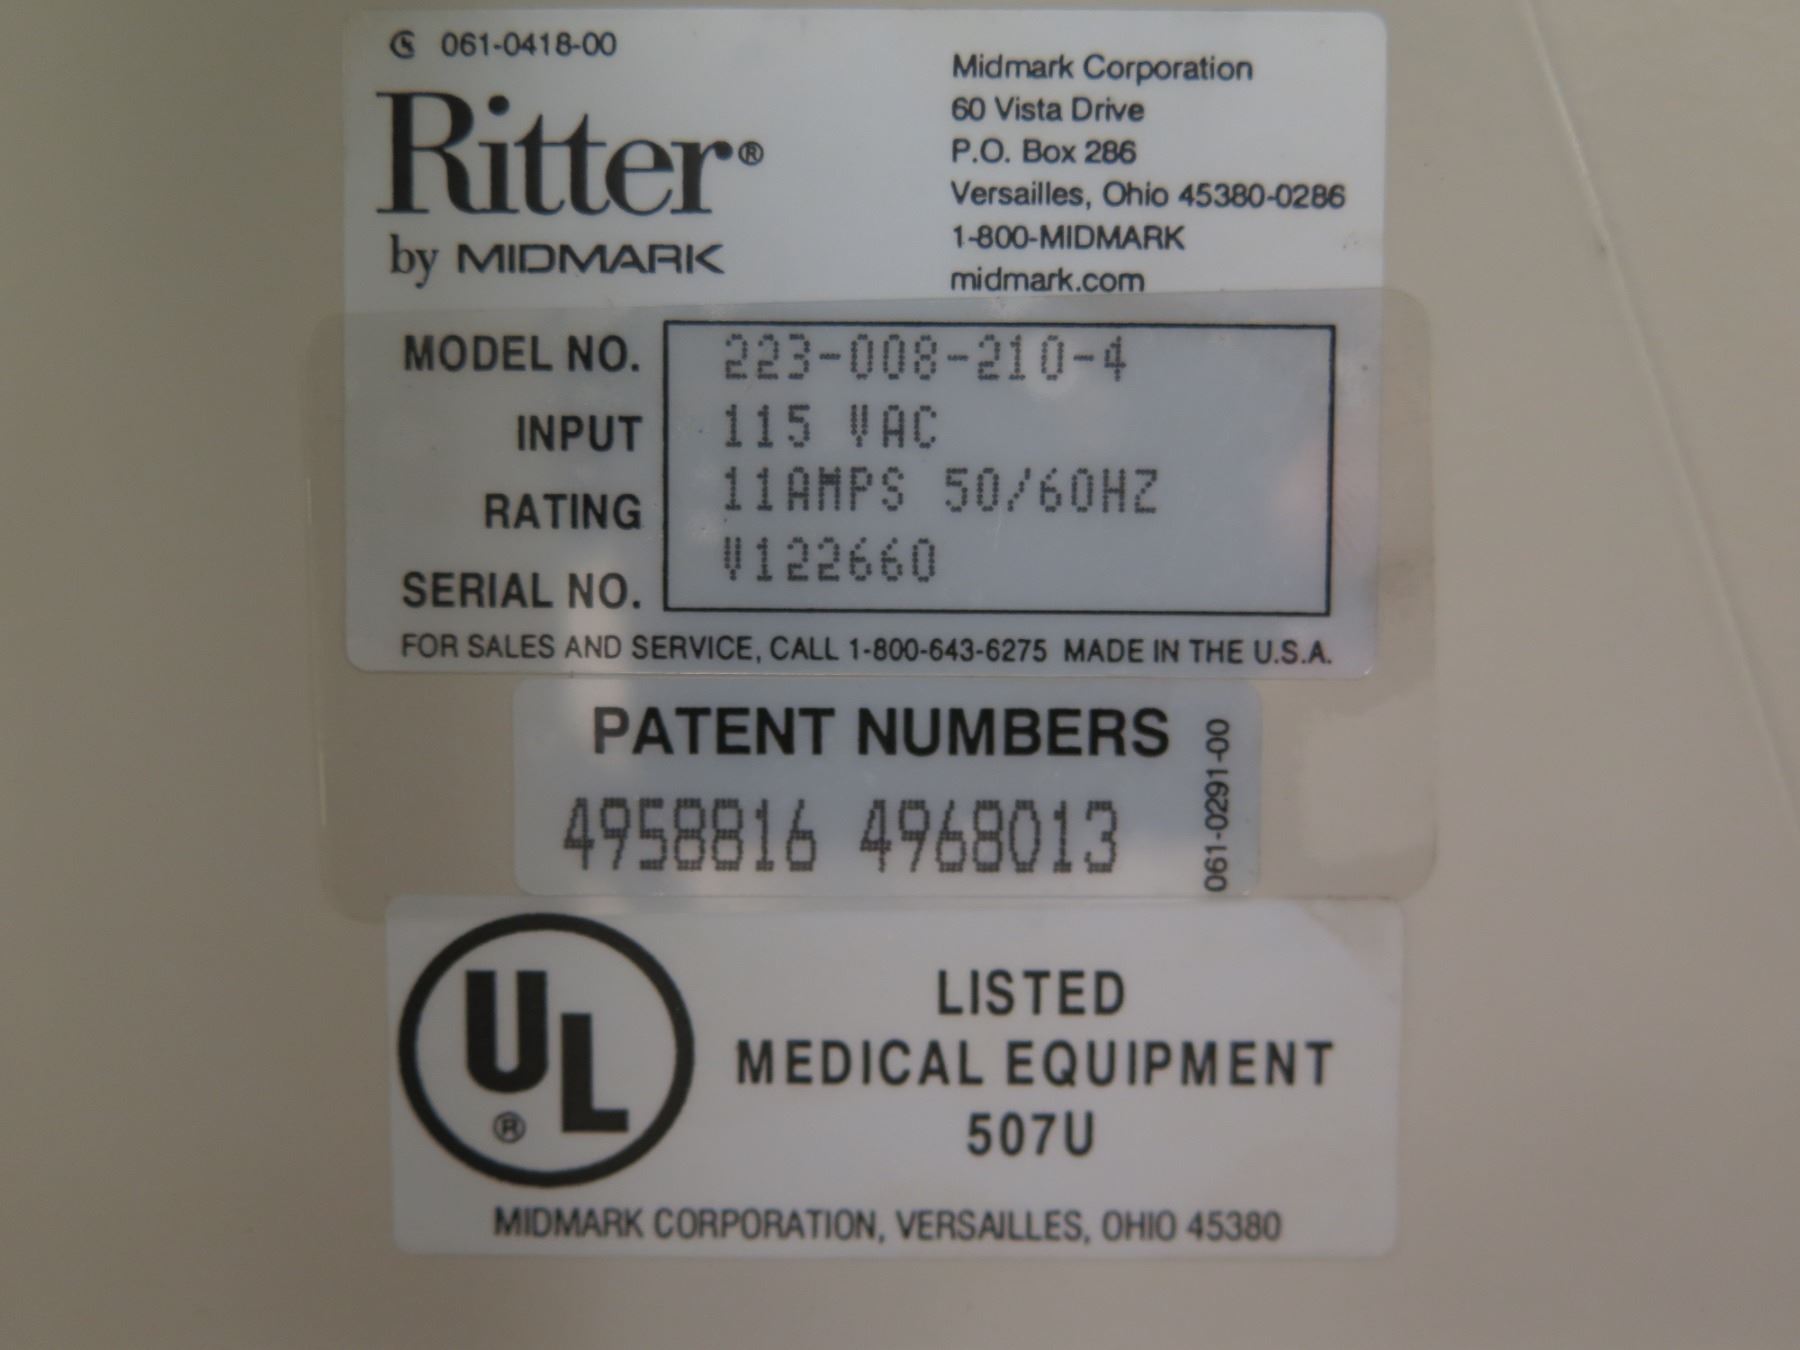 061-0418-00
Ritter®
by MIDMARK
Midmark Corporation
60 Vista Drive
P.O. Box 286
Versailles, Ohio 45380-0286
1-800-MIDMARK
midmark.com
MODEL NO. 223-008-210-4
INPUT 115 VAC
RATING 11AMPS 50/60HZ
SERIAL NO. V122660
FOR SALES AND SERVICE, CALL 1-800-643-6275 MADE IN THE U.S.A.
PATENT NUMBERS
4958816 4968013
061-0291-00
UL
®
LISTED
MEDICAL EQUIPMENT
507U
MIDMARK CORPORATION, VERSAILLES, OHIO 45380